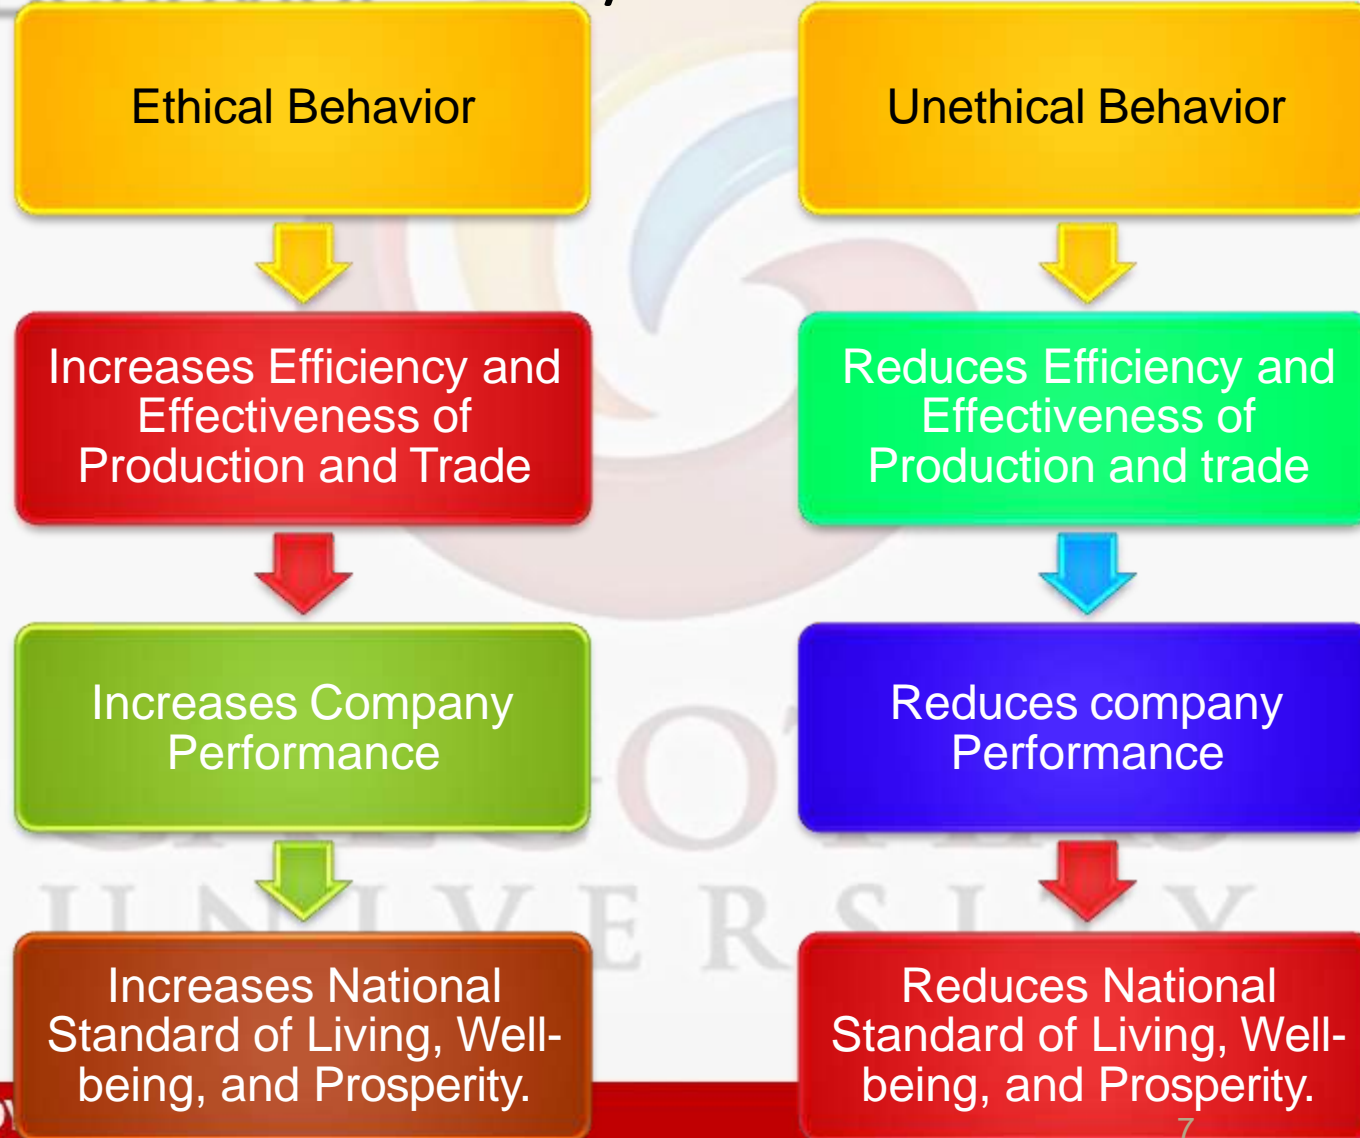 Ethical Behavior
Increases Efficiency and
Effectiveness of
Production and Trade
Increases Company
Performance
Increases National
Standard of Living, Well-
being, and Prosperity.
Unethical Behavior
Reduces Efficiency and
Effectiveness of
Production and trade
Reduces company
Performance
Reduces National
Standard of Living, Well-
being, and Prosperity.
UNIVERSITY
7